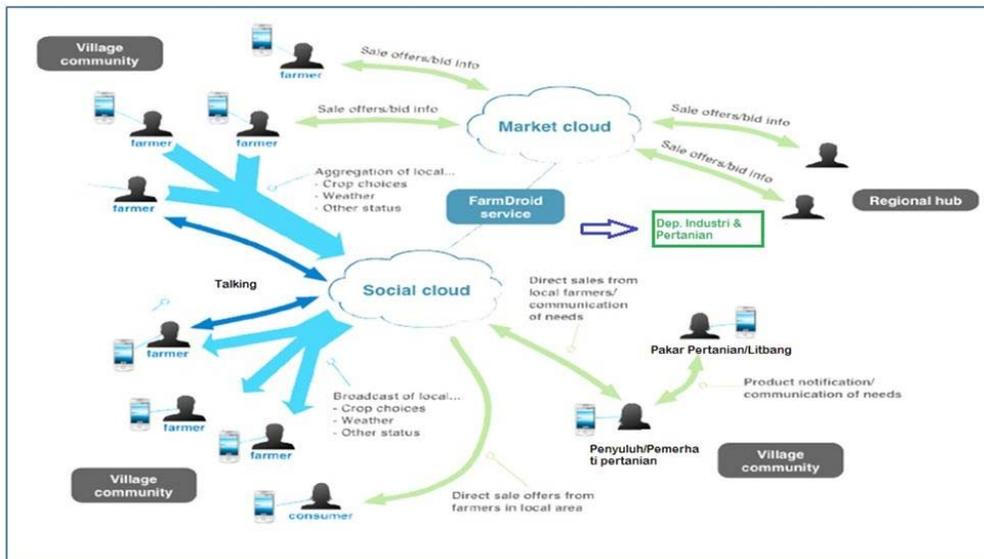 Village
community
farmer
Sale offers/bid info
farmer
farmer
Sale offers/bid info
Market cloud
Sale offers/bid info
Sale offers/bid info
Regional hub
farmer
Aggregation of local...
- Crop choices
- Weather
- Other status
FarmDroid
service
Dep. Industri &
Pertanian
Talking
Social cloud
Direct sales from
local farmers/
communication
of needs
farmer
Pakar Pertanian/Litbang
Product notification/
communication of needs
Broadcast of local...
- Crop choices
- Weather
- Other status
farmer
farmer
Penyuluh/Pemerha
ti pertanian
Village
community
Village
community
consumer
Direct sale offers from
farmers in local area